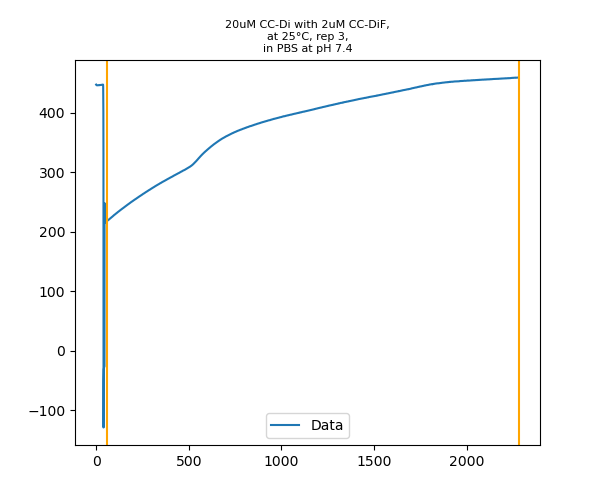 20uM CC-Di with 2uM CC-DiF,
at 25°C, rep 3,
in PBS at pH 7.4
400
300
200
100
0
−100
Data
0 500 1000 1500 2000